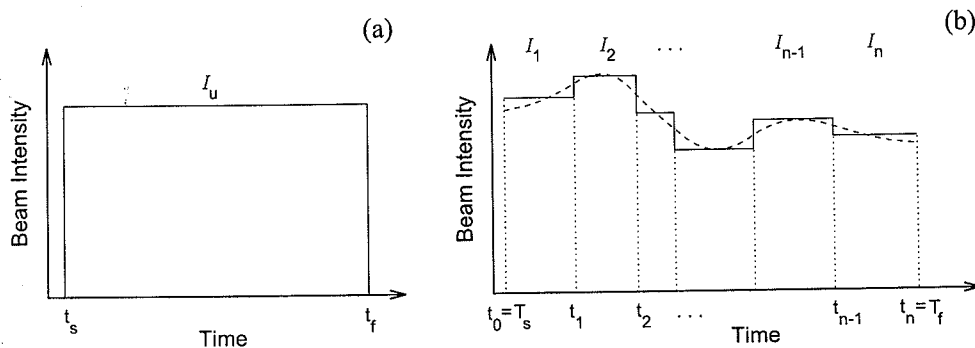 (a)
I_u
Beam Intensity
t_s
t_f
Time
(b)
I_1 I_2 ... I_n-1 I_n
Beam Intensity
t_0=T_s t_1 t_2 ... t_n-1 t_n=T_f
Time